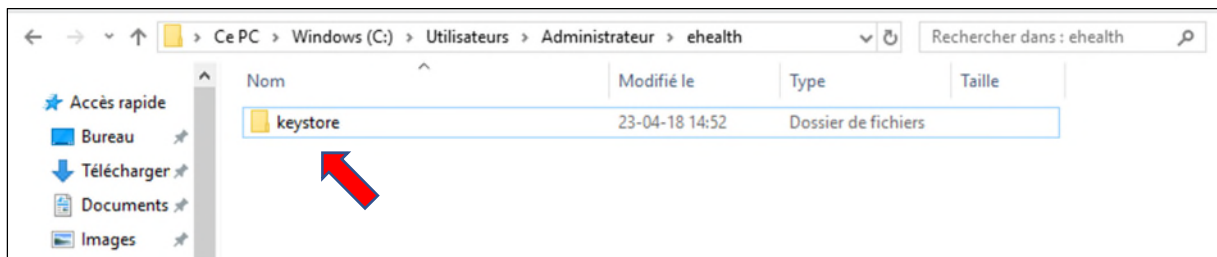 Ce PC > Windows (C:) > Utilisateurs > Administrateur > ehealth
Rechercher dans : ehealth
Nom
Modifié le
Type
Taille
Accès rapide
keystore
23-04-18 14:52
Dossier de fichiers
Bureau
Télécharger
Documents
Images